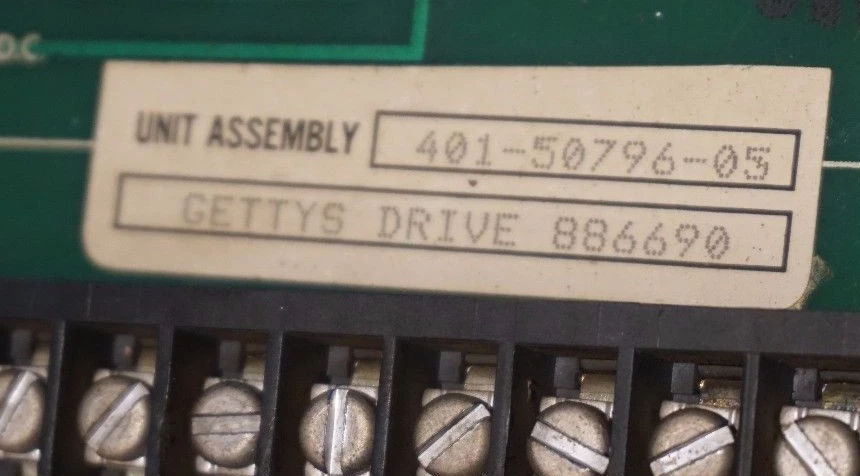 D.C.
UNIT ASSEMBLY 401-50796-05
GETTYS DRIVE 886690